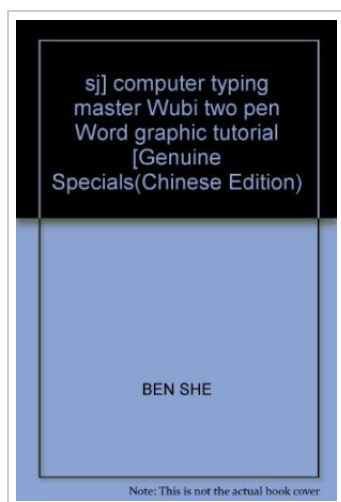 sj] computer typing
master Wubi two pen
Word graphic tutorial
[Genuine
Specials(Chinese Edition)
BEN SHE
Note: This is not the actual book cover